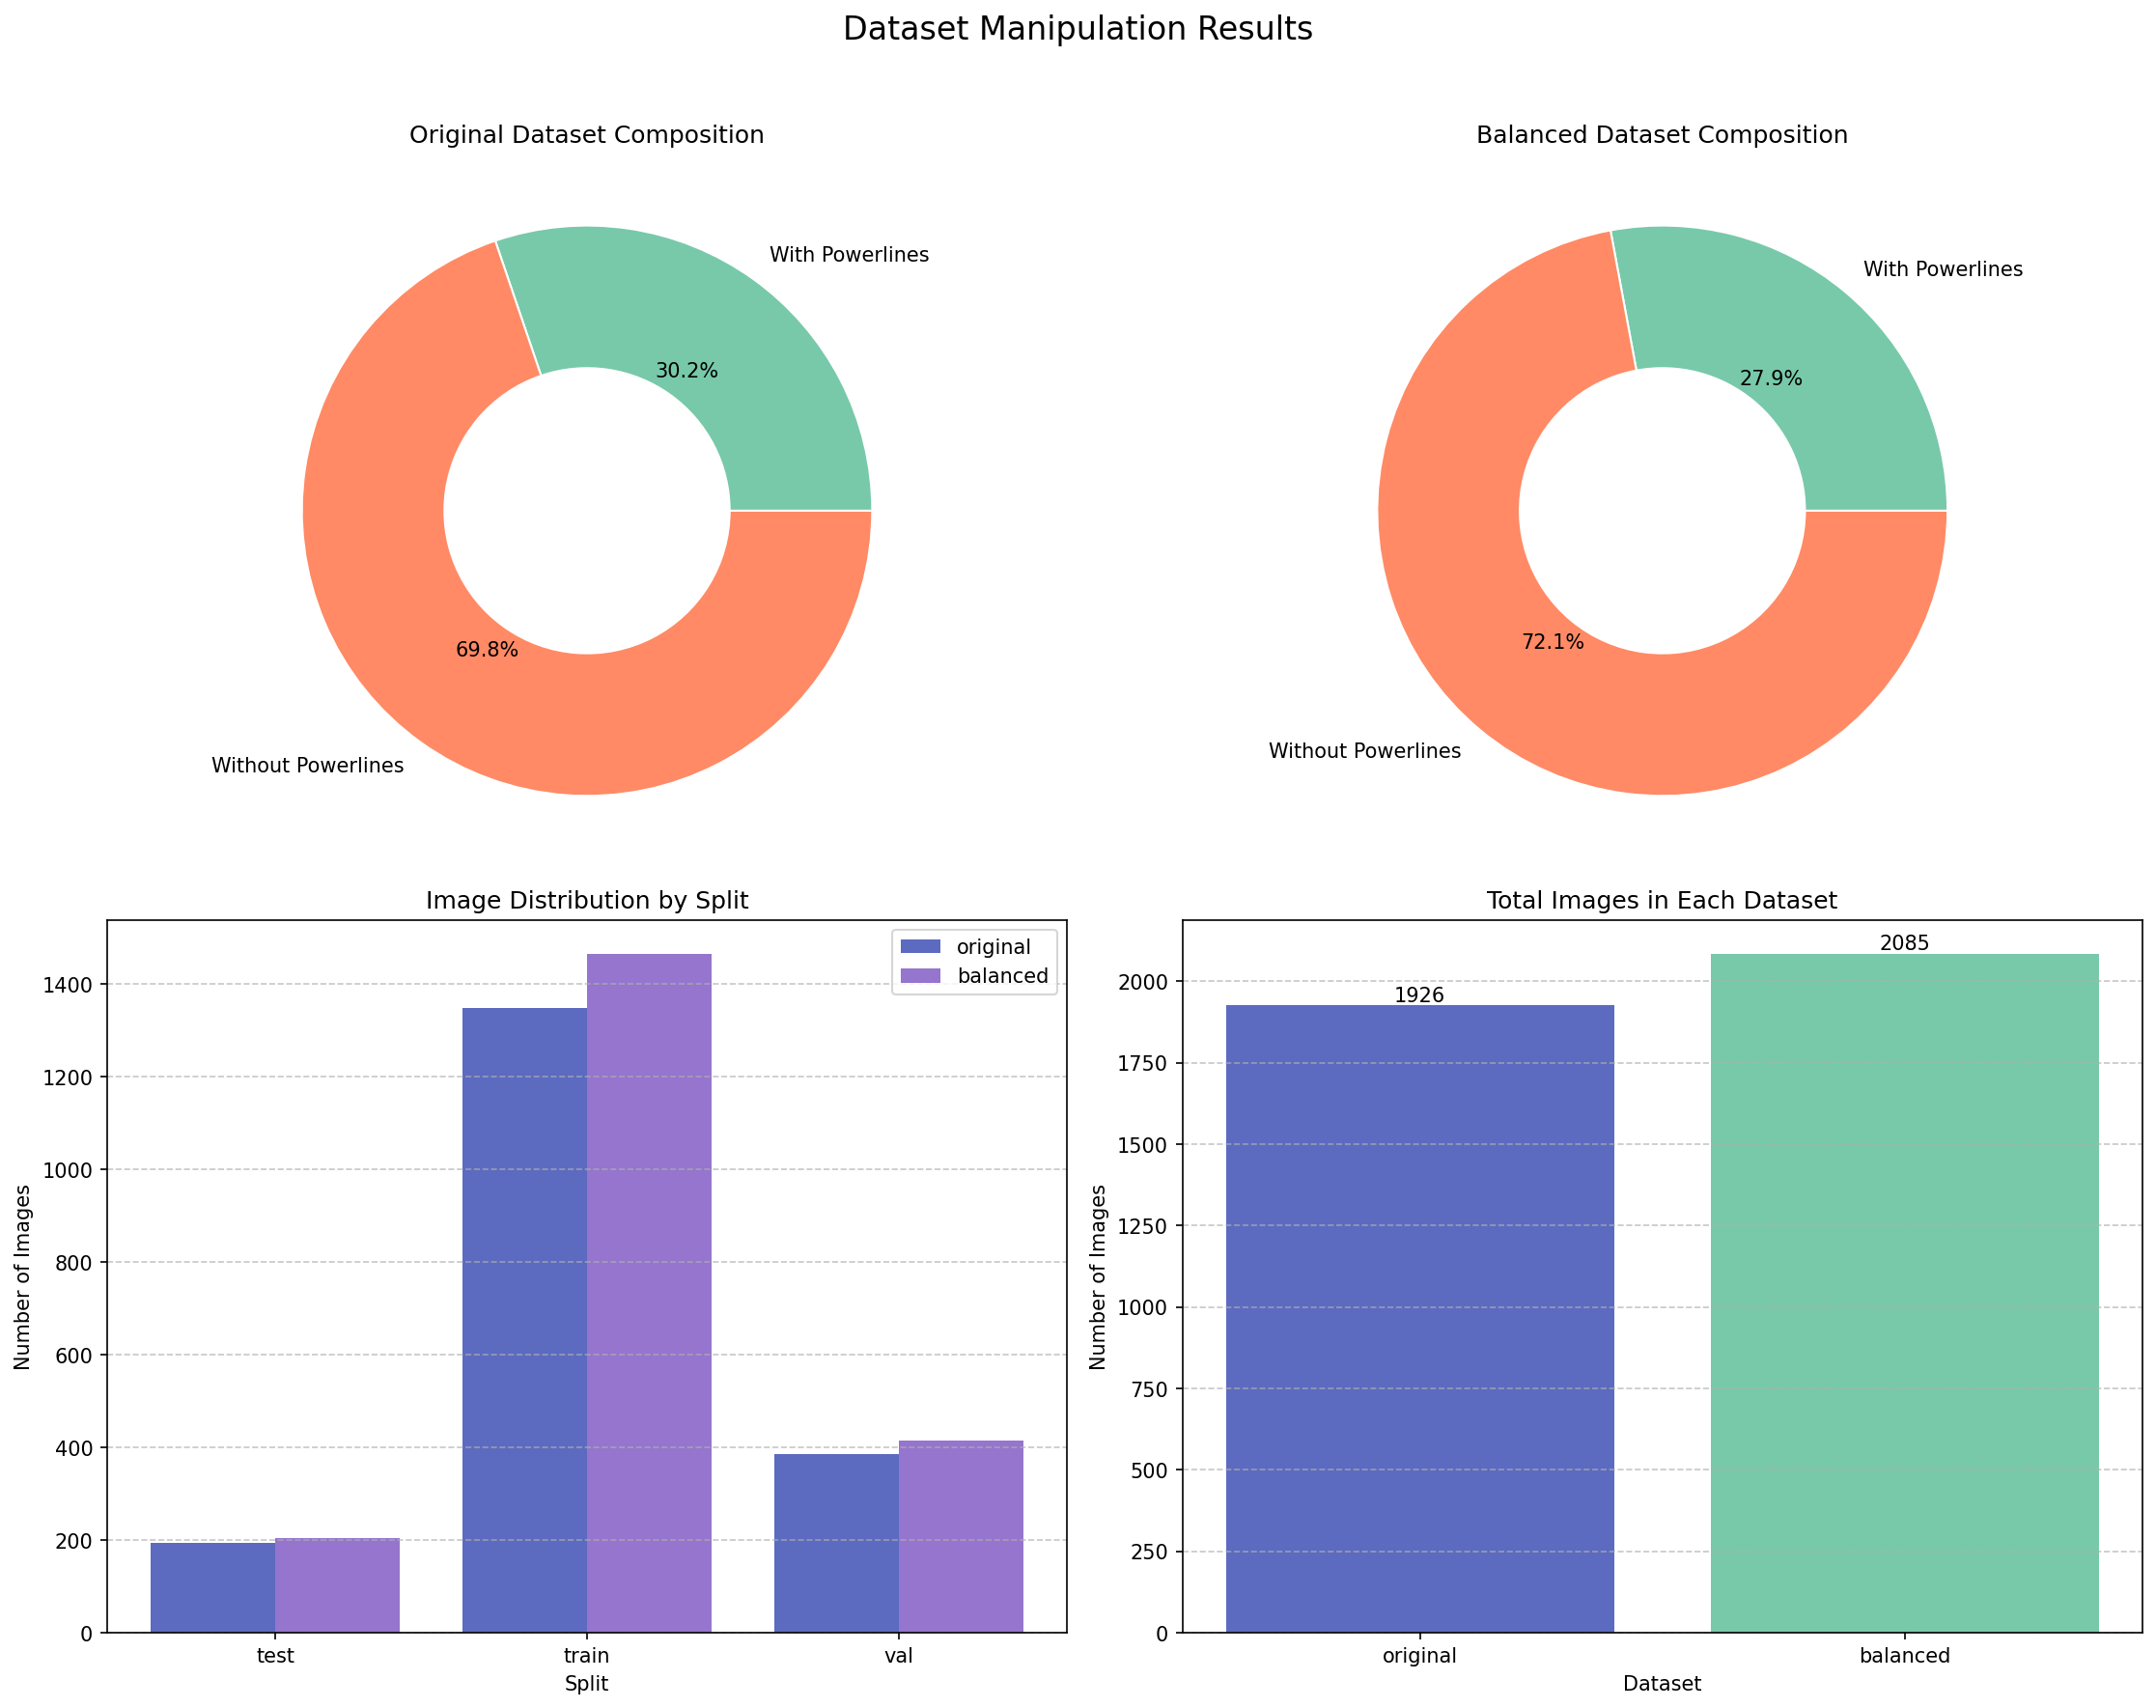 Dataset Manipulation Results
Original Dataset Composition
With Powerlines
30.2%
69.8%
Without Powerlines
Balanced Dataset Composition
With Powerlines
27.9%
72.1%
Without Powerlines
Image Distribution by Split
original
balanced
1400
1200
1000
800
600
400
200
0
Number of Images
test
train
val
Split
Total Images in Each Dataset
1926
2085
2000
1750
1500
1250
1000
750
500
250
0
Number of Images
original
balanced
Dataset